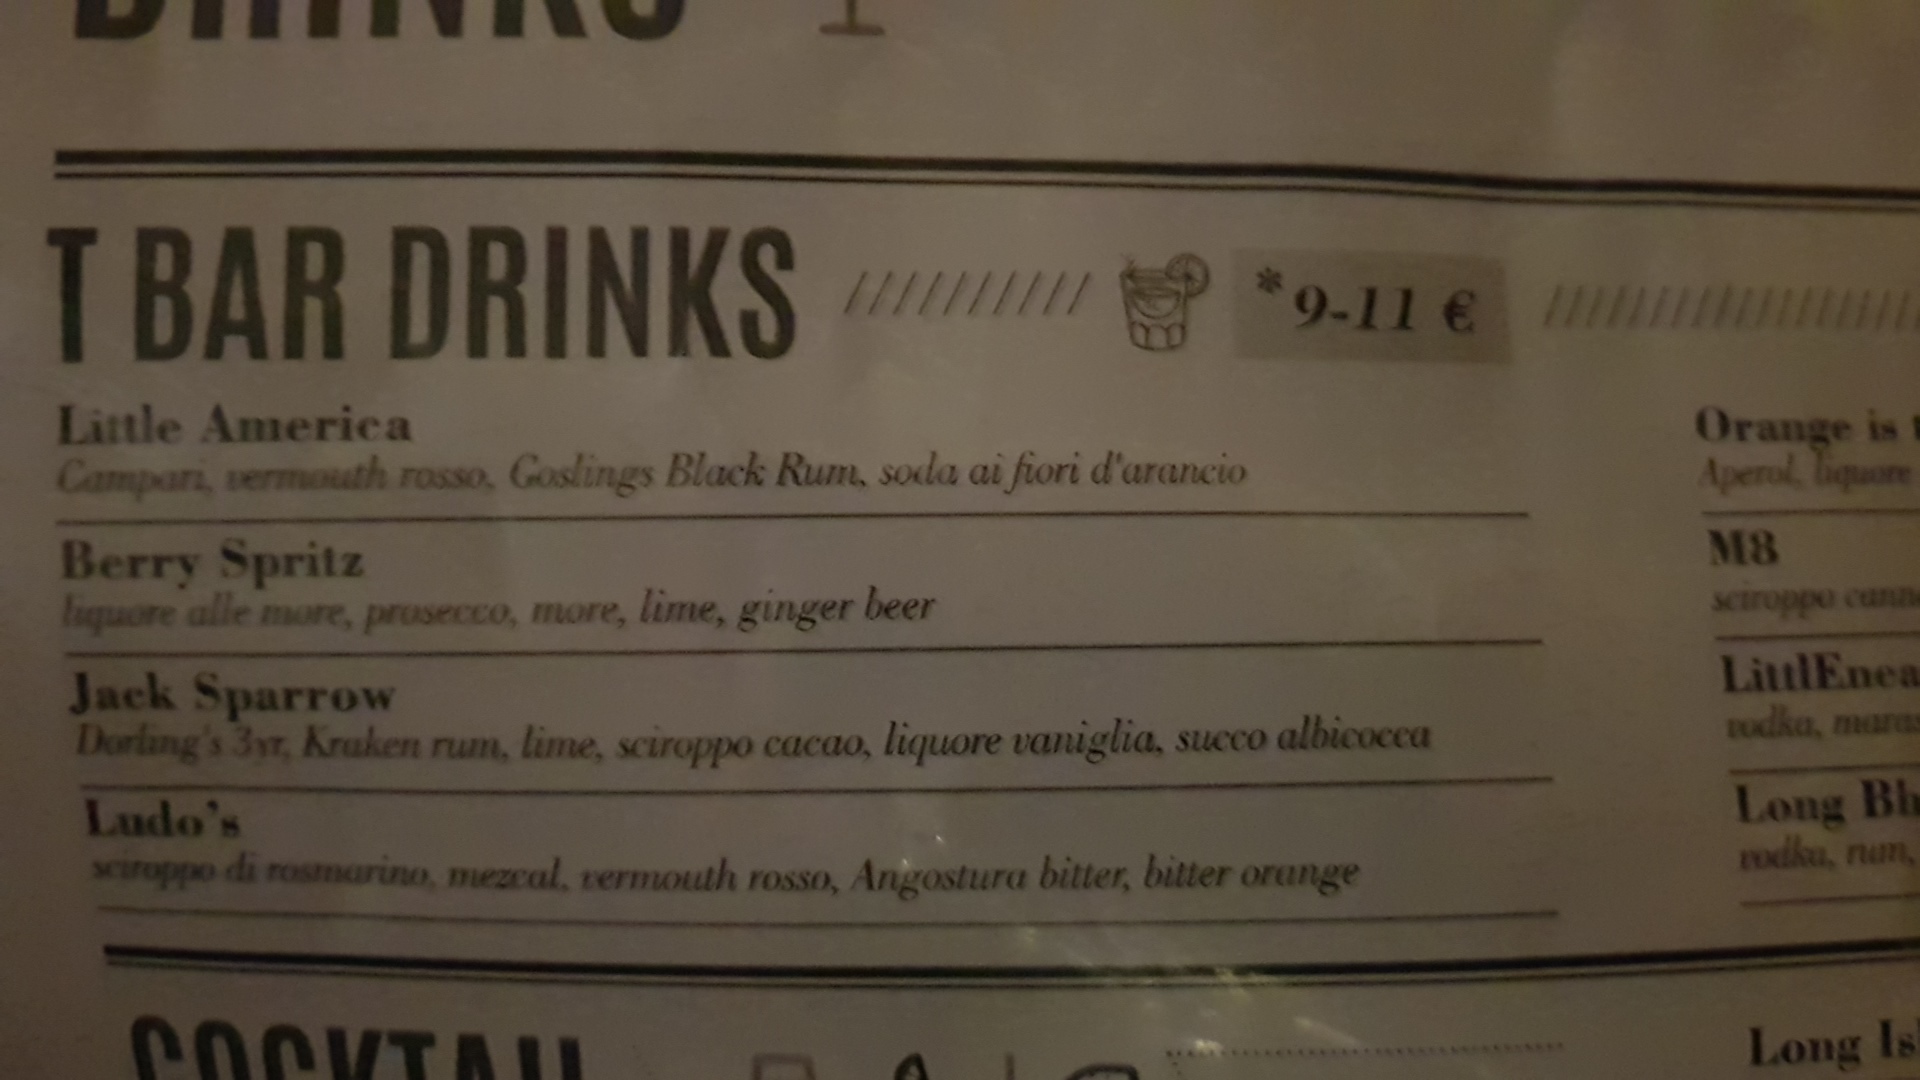 DRINKS
T BAR DRINKS
*9-11 €
Little America
Campari, vermouth rosso, Goslings Black Rum, soda ai fiori d'arancio
Berry Spritz
liquore alle more, prosecco, more, lime, ginger beer
Jack Sparrow
Dorling's 3yr, Kraken rum, lime, sciroppo cacao, liquore vaniglia, succo albicocca
Ludo's
sciroppo di rosmarino, mezcal, vermouth rosso, Angostura bitter, bitter orange
Orange is
Aperol, liquore
M8
sciroppo
LittlEnea
vodka,
Long
vodka, rum,
COCKTAIL
Long